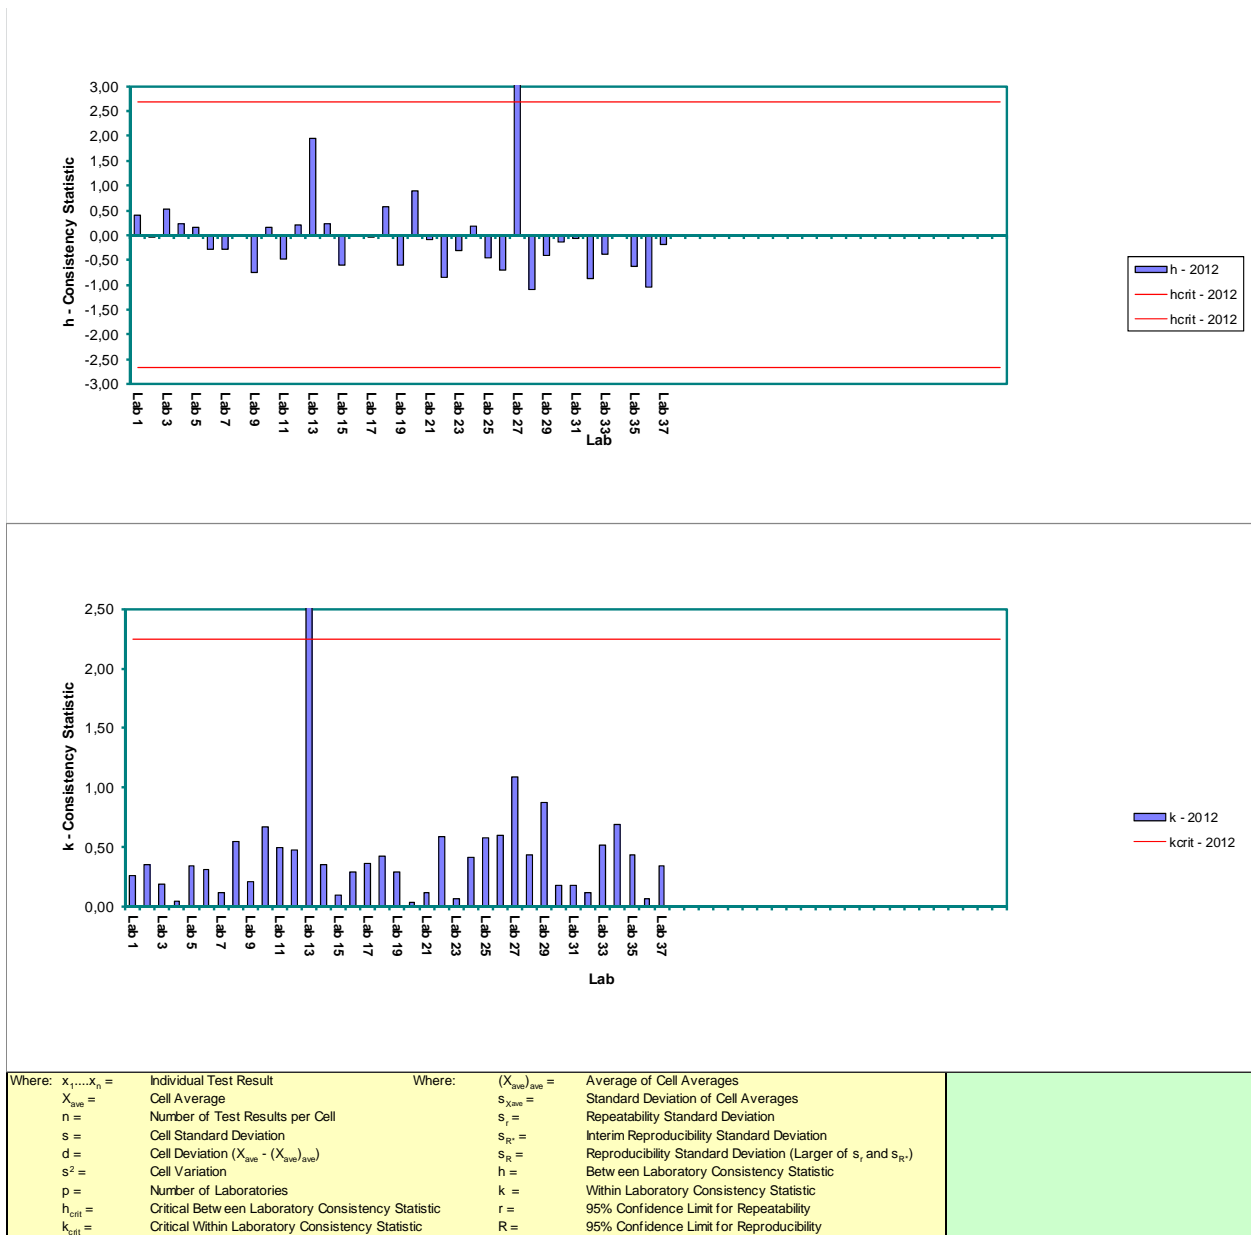 3,00
2,50
2,00
1,50
1,00
0,50
0,00
-0,50
-1,00
-1,50
-2,00
-2,50
-3,00
h - Consistency Statistic
Lab 1
Lab 3
Lab 5
Lab 7
Lab 9
Lab 11
Lab 13
Lab 15
Lab 17
Lab 19
Lab 21
Lab 23
Lab 25
Lab 27
Lab 29
Lab 31
Lab 33
Lab 35
Lab 37
Lab
h - 2012
hcrit - 2012
hcrit - 2012
2,50
2,00
1,50
1,00
0,50
0,00
k - Consistency Statistic
Lab 1
Lab 3
Lab 5
Lab 7
Lab 9
Lab 11
Lab 13
Lab 15
Lab 17
Lab 19
Lab 21
Lab 23
Lab 25
Lab 27
Lab 29
Lab 31
Lab 33
Lab 35
Lab 37
Lab
k - 2012
kcrit - 2012
Where: x1....xn = Individual Test Result Where: (Xave)ave = Average of Cell Averages
Xave = Cell Average sXave = Standard Deviation of Cell Averages
n = Number of Test Results per Cell sr = Repeatability Standard Deviation
s = Cell Standard Deviation sR* = Interim Reproducibility Standard Deviation
d = Cell Deviation (Xave - (Xave)ave) sR = Reproducibility Standard Deviation (Larger of sr and sR*)
s² = Cell Variation h = Between Laboratory Consistency Statistic
p = Number of Laboratories k = Within Laboratory Consistency Statistic
hcrit = Critical Between Laboratory Consistency Statistic r = 95% Confidence Limit for Repeatability
kcrit = Critical Within Laboratory Consistency Statistic R = 95% Confidence Limit for Reproducibility